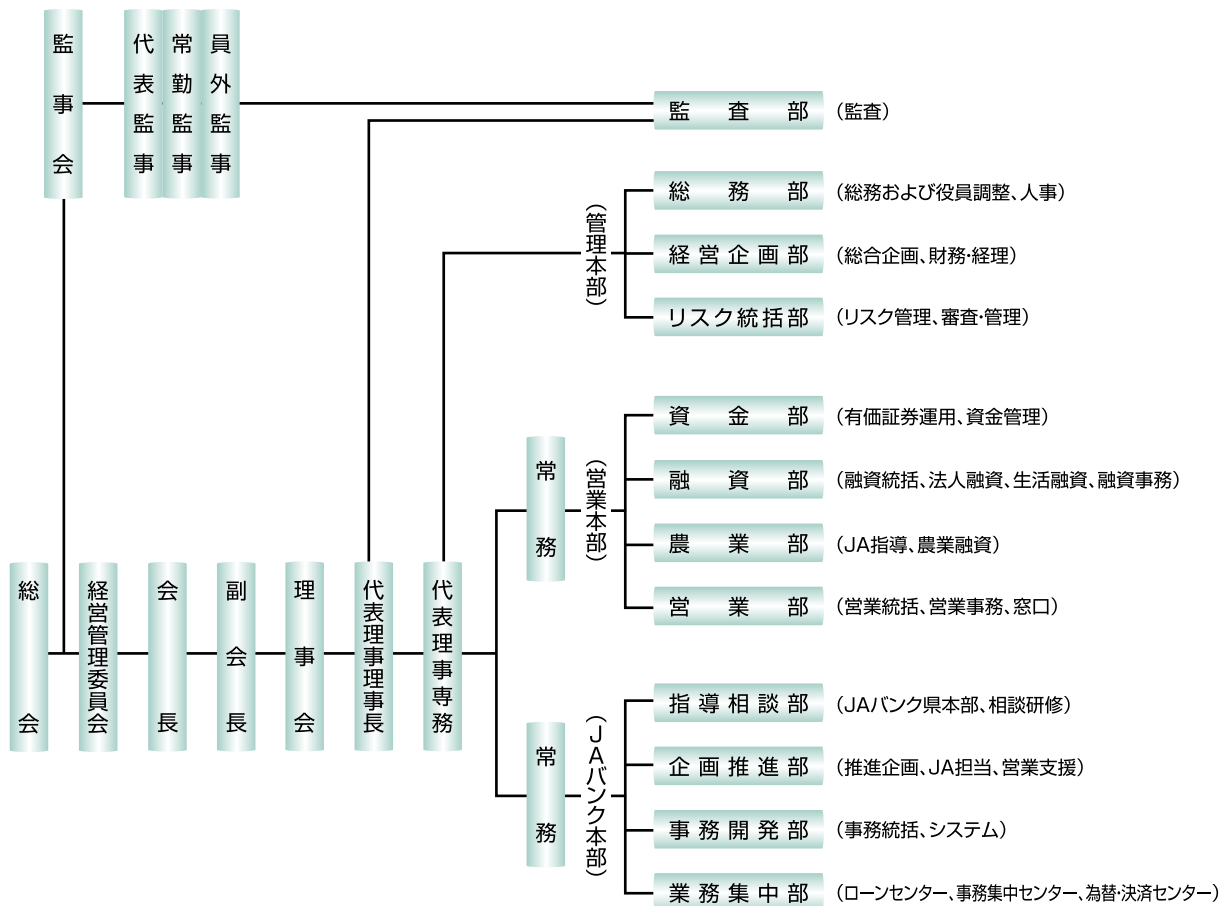 監事会
代表監事
常勤監事
員外監事
監査部
（監査）
（管理本部）
総務部
（総務および役員調整、人事）
経営企画部
（総合企画、財務・経理）
リスク統括部
（リスク管理、審査・管理）
総会
経営管理委員会
会長
副会長
理事会
代表理事理事長
代表理事専務
常務
（営業本部）
資金部
（有価証券運用、資金管理）
融資部
（融資統括、法人融資、生活融資、融資事務）
農業部
（JA指導、農業融資）
営業部
（営業統括、営業事務、窓口）
常務
（JAバンク本部）
指導相談部
（JAバンク県本部、相談研修）
企画推進部
（推進企画、JA担当、営業支援）
事務開発部
（事務統括、システム）
業務集中部
（ローンセンター、事務集中センター、為替・決済センター）